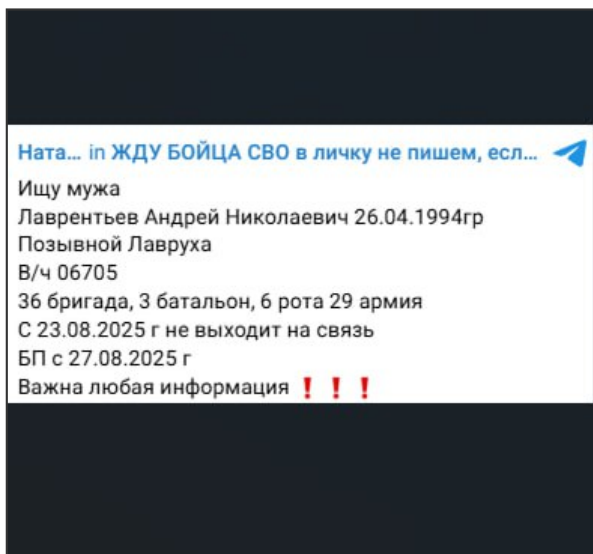 Ната... in ЖДУ БОЙЦА СВО в личку не пишем, есл...
Ищу мужа
Лаврентьев Андрей Николаевич 26.04.1994гр
Позывной Лавруха
В/ч 06705
36 бригада, 3 батальон, 6 рота 29 армия
С 23.08.2025 г не выходит на связь
БП с 27.08.2025 г
Важна любая информация ❗❗❗